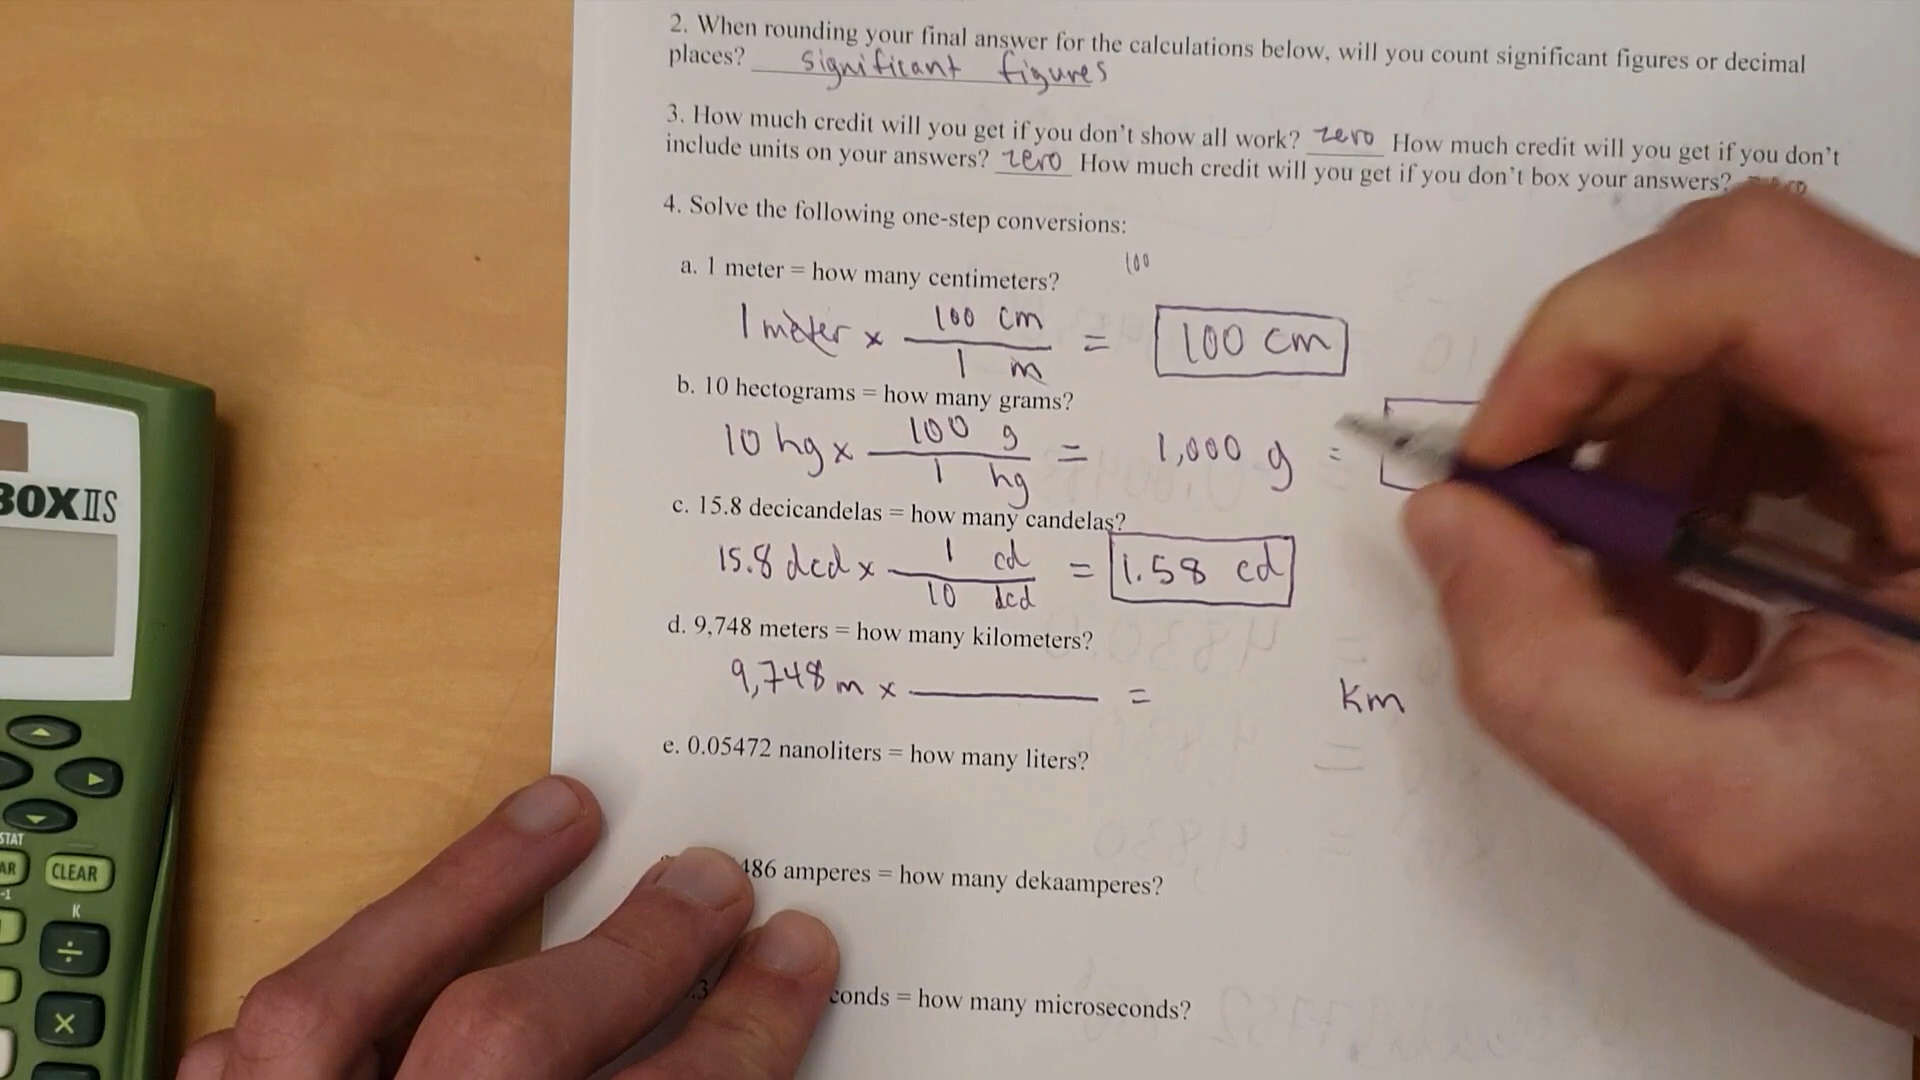 2. When rounding your final answer for the calculations below, will you count significant figures or decimal
places? significant figures
3. How much credit will you get if you don't show all work? zero How much credit will you get if you don't
include units on your answers? zero How much credit will you get if you don't box your answers?
4. Solve the following one-step conversions:
a. 1 meter = how many centimeters? 100
1 meter x 100 cm / 1 m = 100 cm
b. 10 hectograms = how many grams?
10 hg x 100 g / 1 hg = 1,000 g =
c. 15.8 decicandelas = how many candelas?
15.8 dcd x 1 cd / 10 dcd = 1.58 cd
d. 9,748 meters = how many kilometers?
9,748 m x = km
e. 0.05472 nanoliters = how many liters?
486 amperes = how many dekaamperes?
.3 conds = how many microseconds?
BOX IIS
STAT
AR CLEAR
-1 K
÷
×